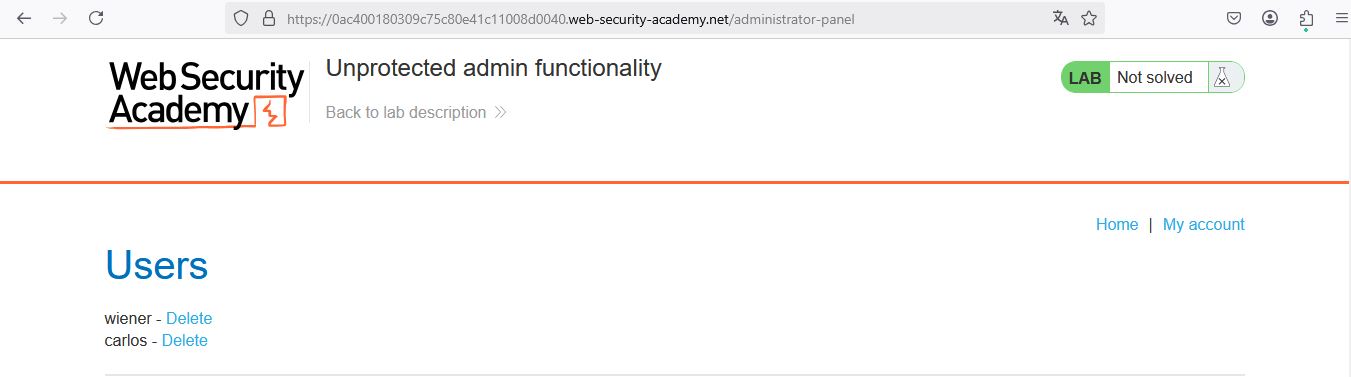 https://0ac400180309c75c80e41c11008d0040.web-security-academy.net/administrator-panel
Web Security
Academy
Unprotected admin functionality
Back to lab description
LAB Not solved
Home | My account
Users
wiener - Delete
carlos - Delete